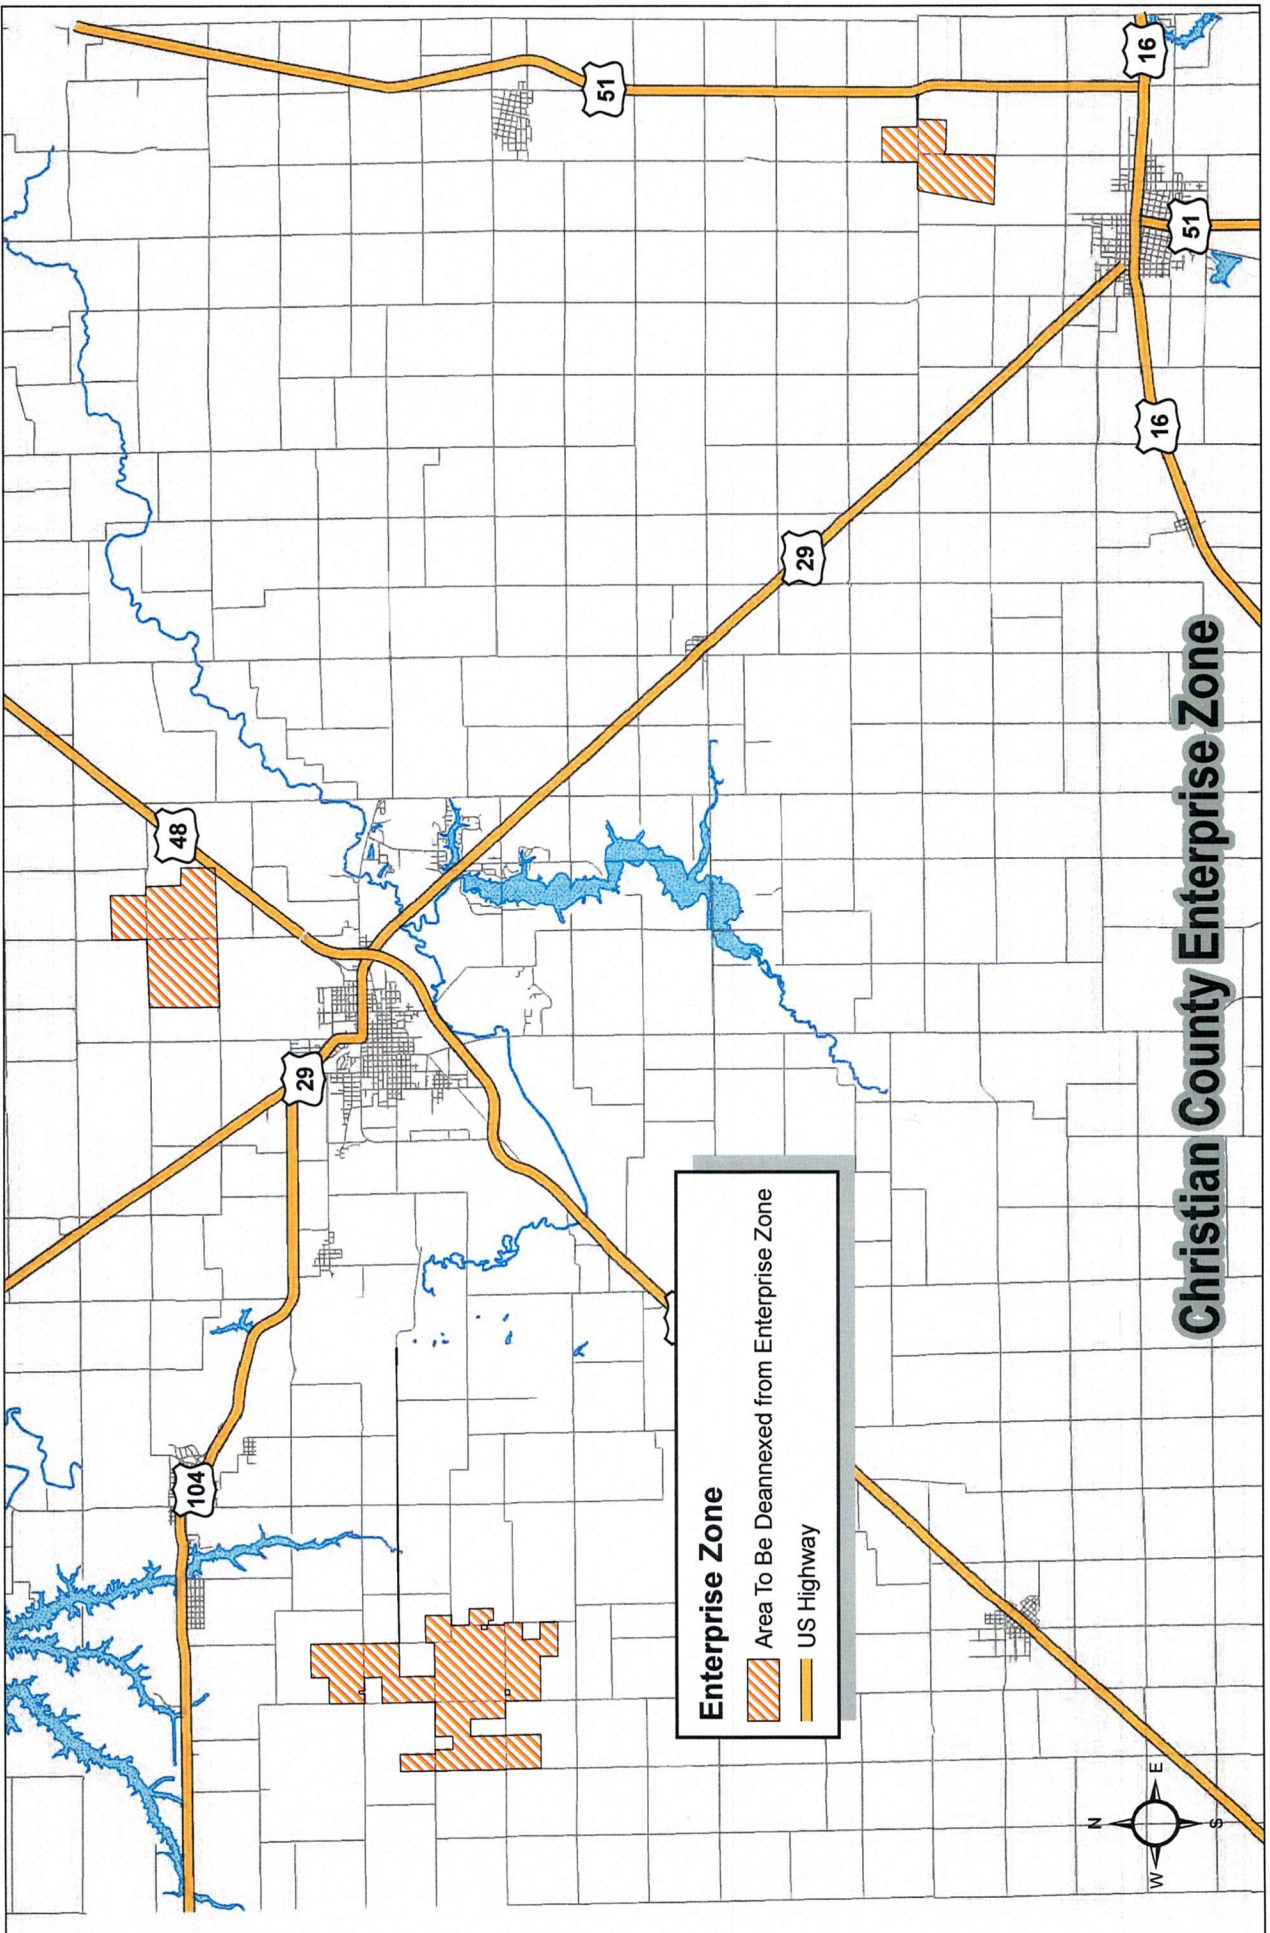 Christian County Enterprise Zone
Enterprise Zone
Area To Be Deannexed from Enterprise Zone
US Highway
N
W
E
S
104
29
48
29
51
16
51
16